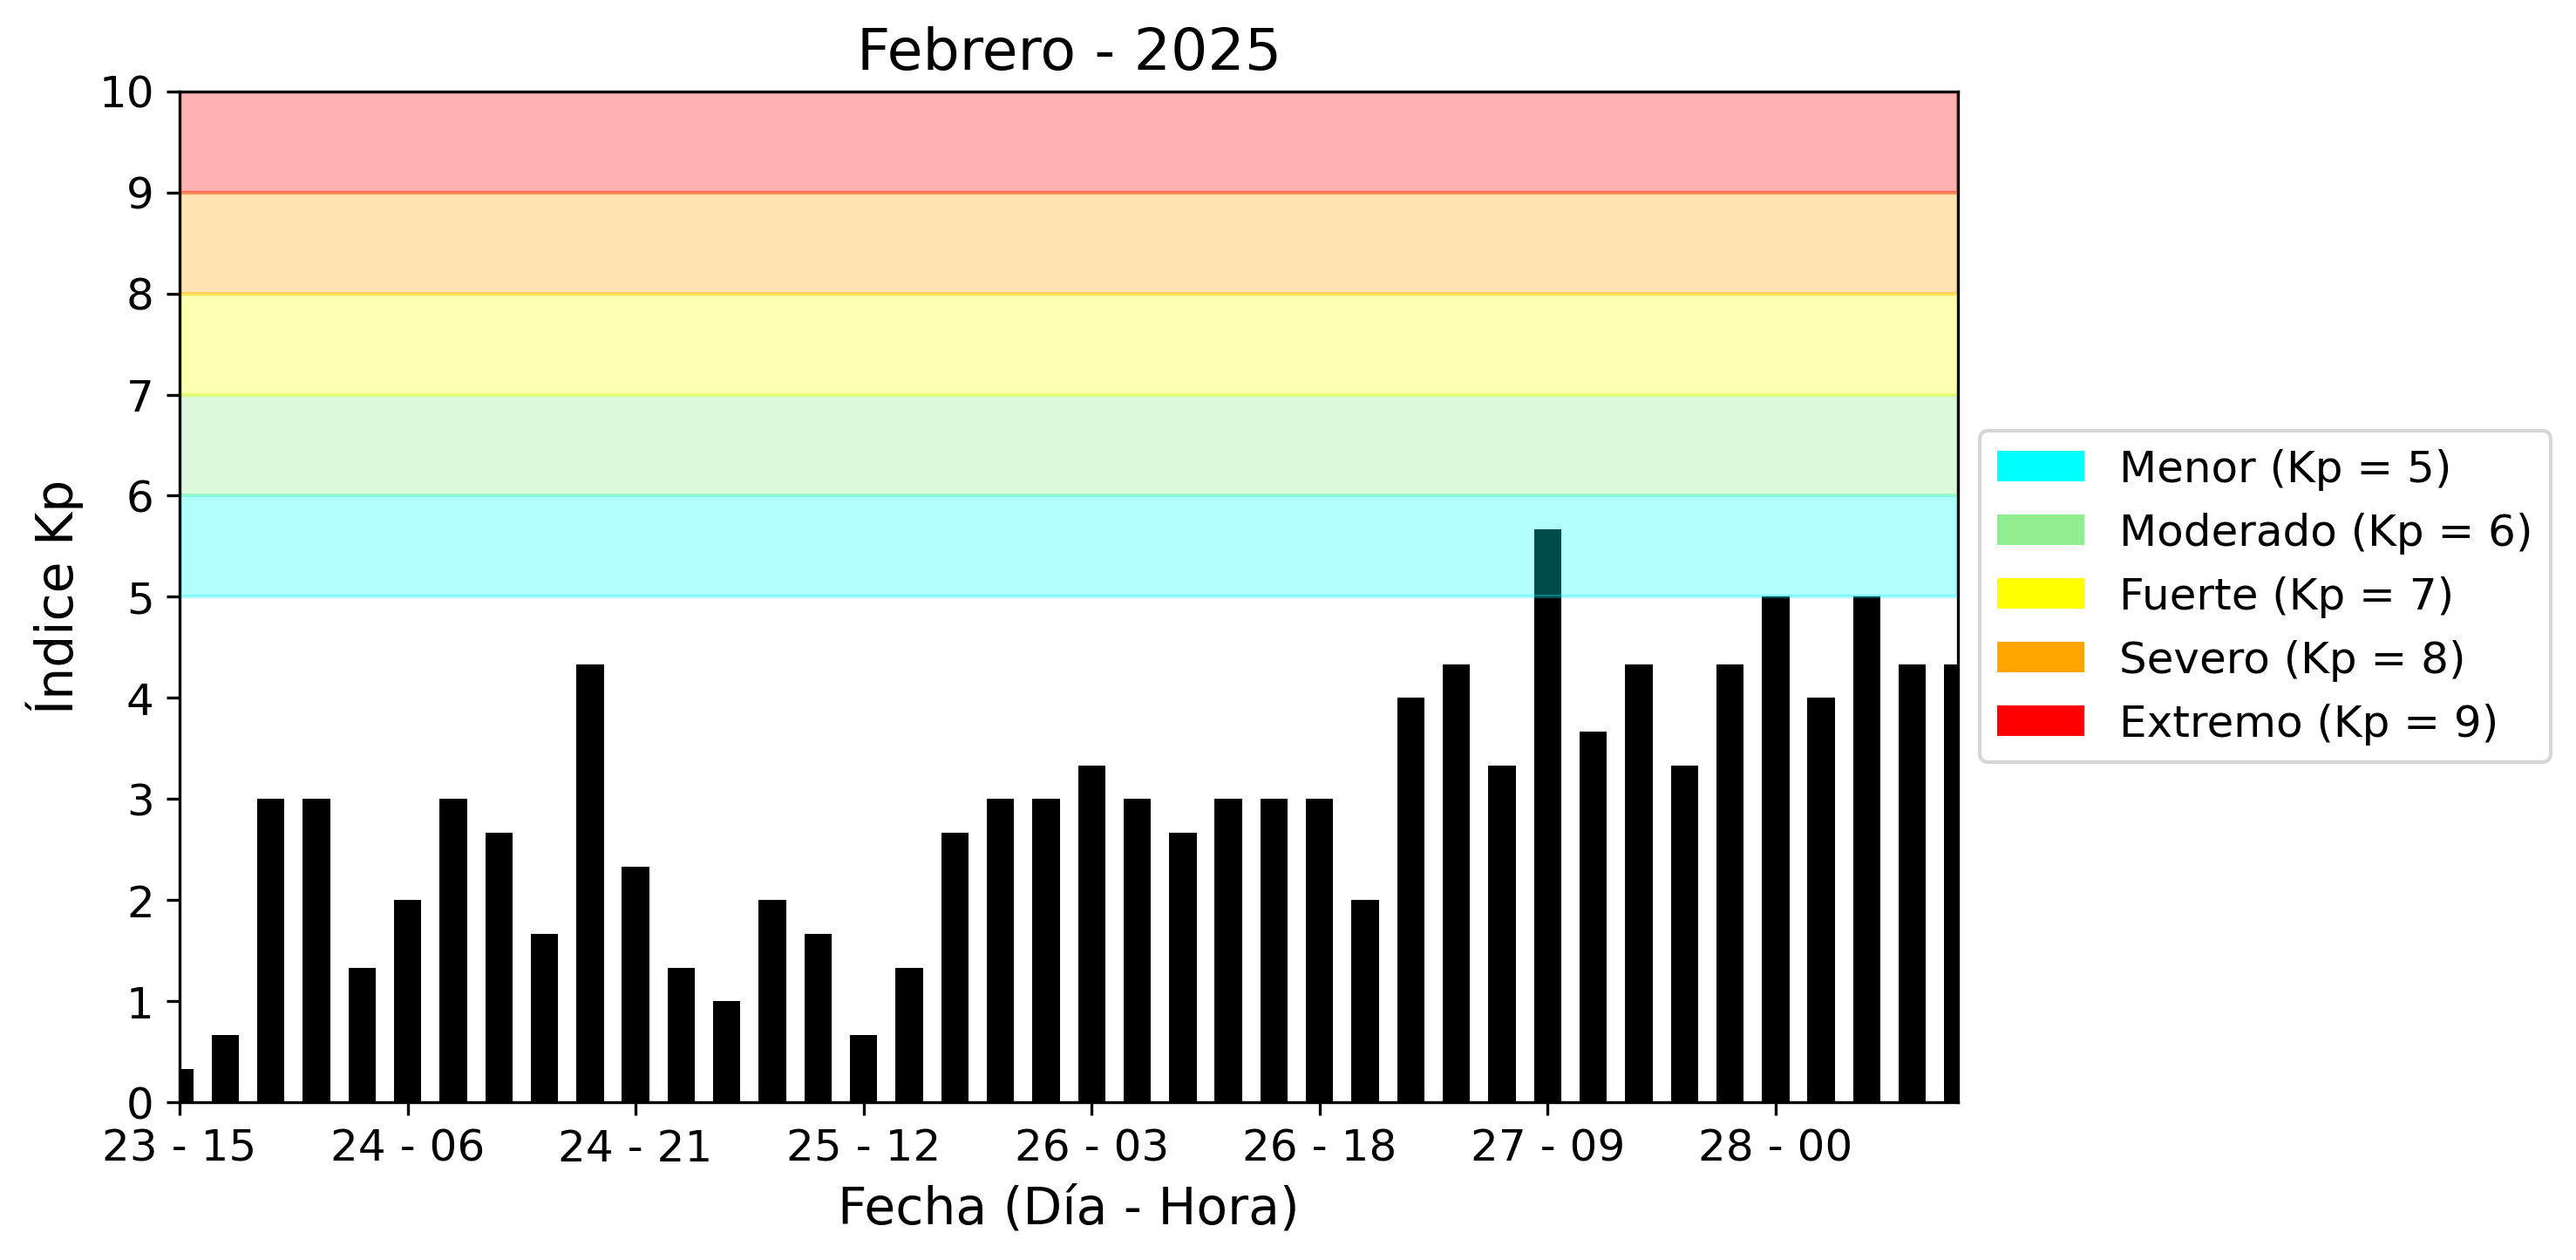 Febrero - 2025
10
9
8
7
6
5
4
3
2
1
0
Índice Kp
23 - 15
24 - 06
24 - 21
25 - 12
26 - 03
26 - 18
27 - 09
28 - 00
Fecha (Día - Hora)
Menor (Kp = 5)
Moderado (Kp = 6)
Fuerte (Kp = 7)
Severo (Kp = 8)
Extremo (Kp = 9)